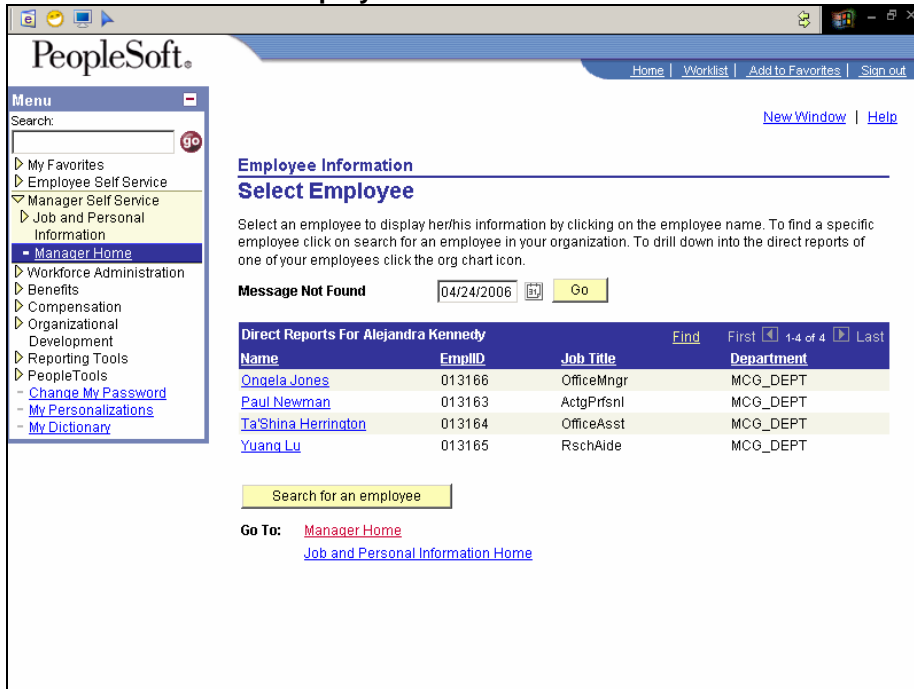 PeopleSoft.
Home | Worklist | Add to Favorites | Sign out
Menu
Search:
go
My Favorites
Employee Self Service
Manager Self Service
Job and Personal
Information
- Manager Home
Workforce Administration
Benefits
Compensation
Organizational
Development
Reporting Tools
PeopleTools
- Change My Password
- My Personalizations
- My Dictionary
New Window | Help
Employee Information
Select Employee
Select an employee to display her/his information by clicking on the employee name. To find a specific
employee click on search for an employee in your organization. To drill down into the direct reports of
one of your employees click the org chart icon.
Message Not Found 04/24/2006 Go
Direct Reports For Alejandra Kennedy Find First 1-4 of 4 Last
Name EmplID Job Title Department
Ongela Jones 013166 OfficeMngr MCG_DEPT
Paul Newman 013163 ActgPrfsnl MCG_DEPT
Ta'Shina Herrington 013164 OfficeAsst MCG_DEPT
Yuang Lu 013165 RschAide MCG_DEPT
Search for an employee
Go To: Manager Home
Job and Personal Information Home